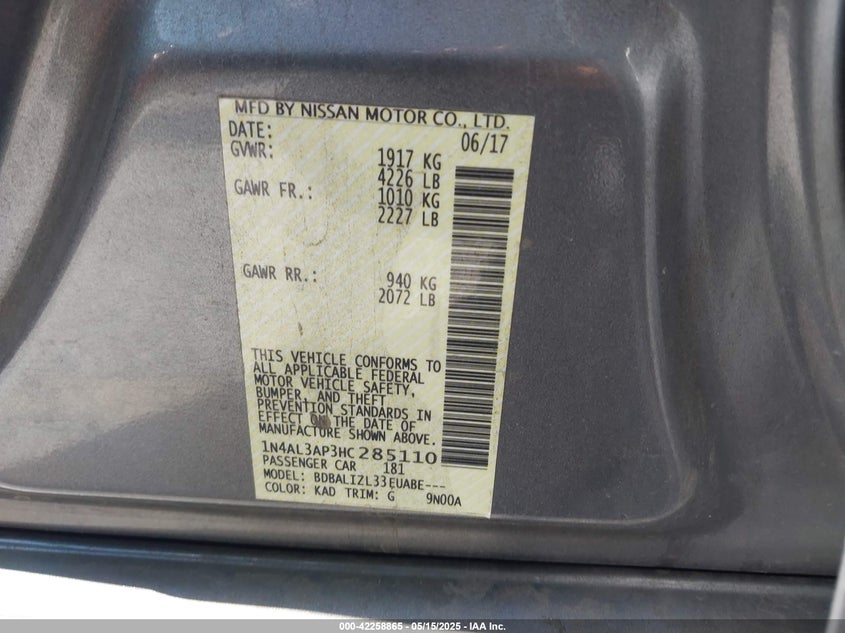 MFD BY NISSAN MOTOR CO., LTD.
DATE: 06/17
GVWR: 1917 KG
4226 LB
GAWR FR.: 1010 KG
2227 LB
GAWR RR.: 940 KG
2072 LB
THIS VEHICLE CONFORMS TO
ALL APPLICABLE FEDERAL
MOTOR VEHICLE SAFETY,
BUMPER, AND THEFT
PREVENTION STANDARDS IN
EFFECT ON THE DATE OF
MANUFACTURE SHOWN ABOVE.
1N4AL3AP3HC285110
PASSENGER CAR 181
MODEL: BDBALIZL33EUABE---
COLOR: KAD TRIM: G 9N00A
000-42258865 - 05/15/2025 - IAA Inc.